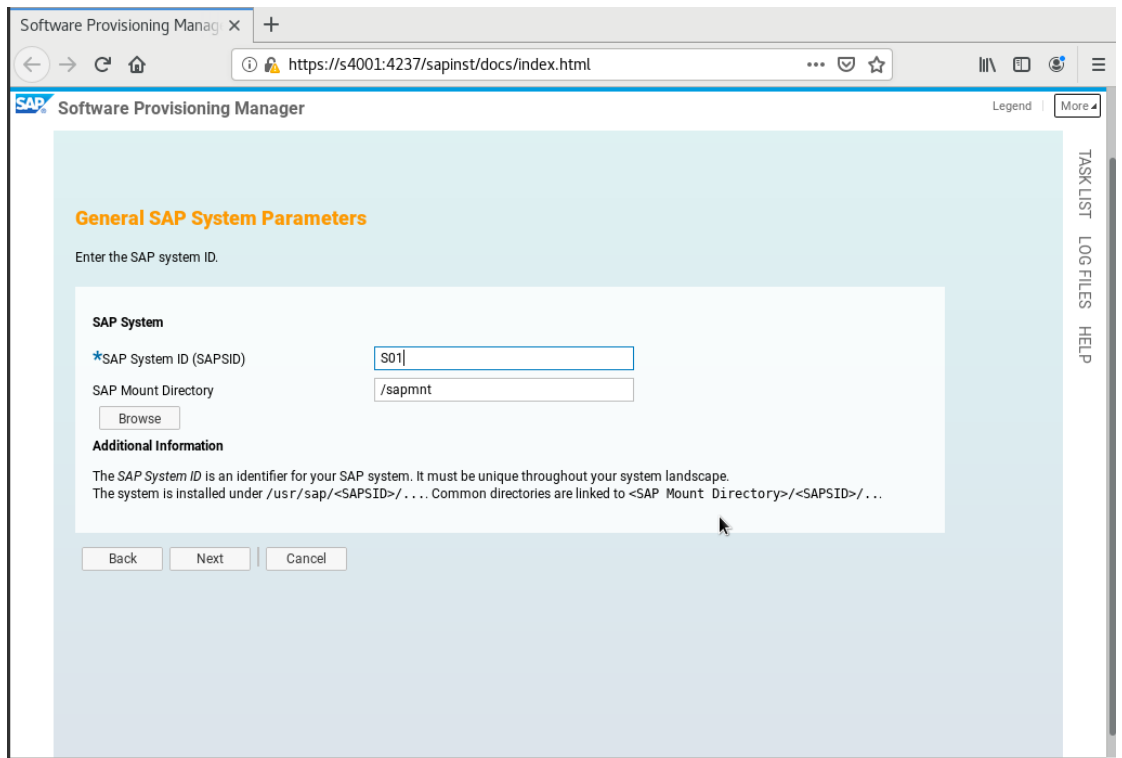 Software Provisioning Manag
https://s4001:4237/sapinst/docs/index.html
SAP Software Provisioning Manager
Legend
More
TASK LIST
LOG FILES
HELP
General SAP System Parameters
Enter the SAP system ID.
SAP System
*SAP System ID (SAPSID) S01
SAP Mount Directory /sapmnt
Browse
Additional Information
The SAP System ID is an identifier for your SAP system. It must be unique throughout your system landscape.
The system is installed under /usr/sap/<SAPSID>/.... Common directories are linked to <SAP Mount Directory>/<SAPSID>/...
Back Next Cancel